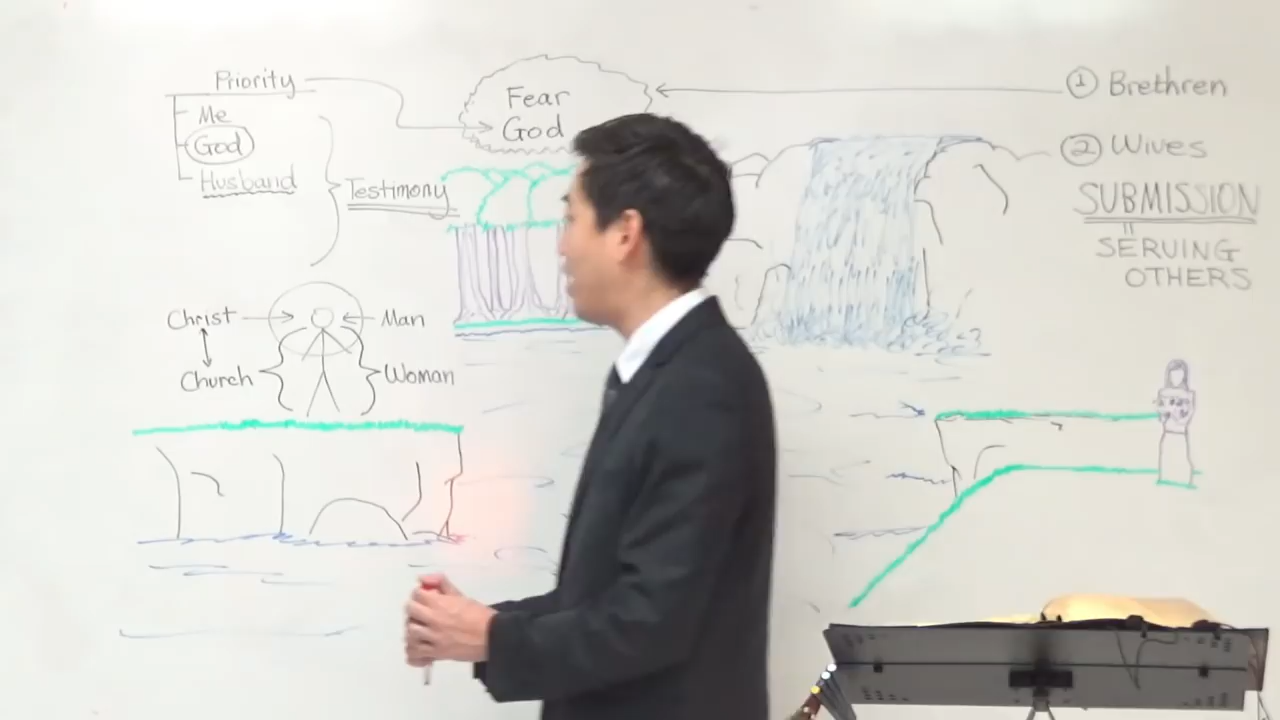 Priority
Me
God
Husband
Testimony
Fear
God
① Brethren
② Wives
SUBMISSION
"
SERVING
OTHERS
Christ
Man
Church
Woman